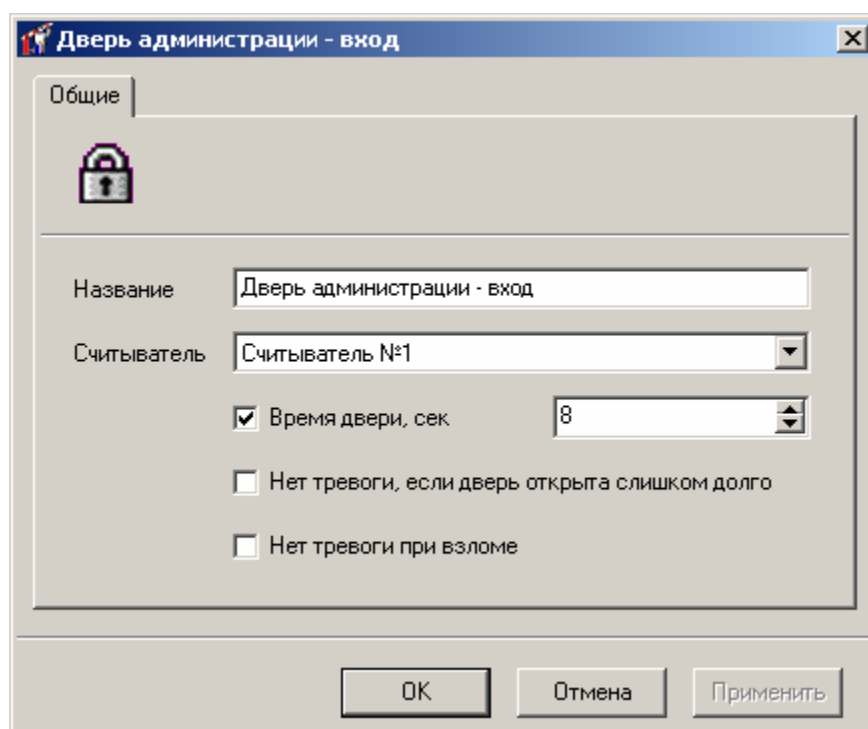 Дверь администрации - вход
Общие
Название
Дверь администрации - вход
Считыватель
Считыватель №1
Время двери, сек
8
Нет тревоги, если дверь открыта слишком долго
Нет тревоги при взломе
OK
Отмена
Применить